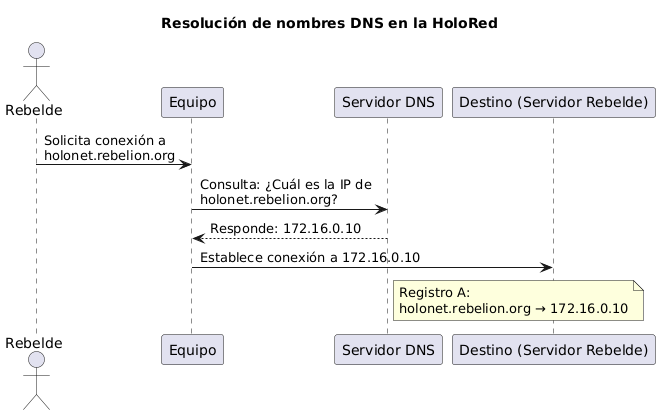 Resolución de nombres DNS en la HoloRed
Rebelde
Equipo
Servidor DNS
Destino (Servidor Rebelde)
Solicita conexión a
holonet.rebelion.org
Consulta: ¿Cuál es la IP de
holonet.rebelion.org?
Responde: 172.16.0.10
Establece conexión a 172.16.0.10
Registro A:
holonet.rebelion.org → 172.16.0.10
Rebelde
Equipo
Servidor DNS
Destino (Servidor Rebelde)